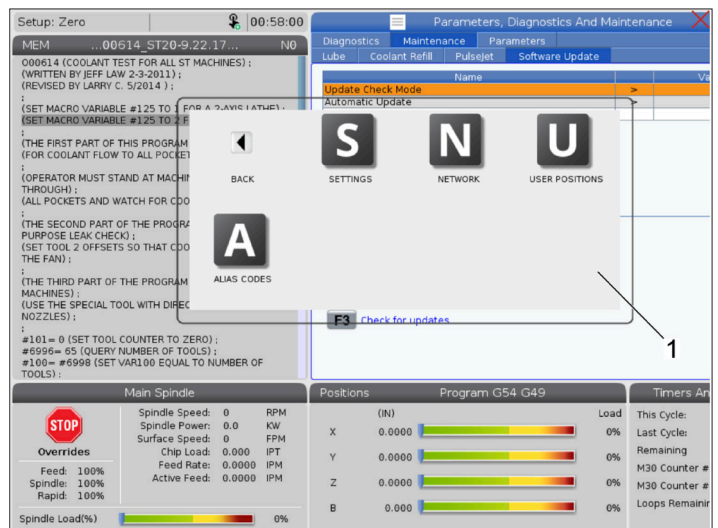 Setup: Zero
00:58:00
Parameters, Diagnostics And Maintenance
MEM
...00614_ST20-9.22.17...
N0
Diagnostics
Maintenance
Parameters
Lube
Coolant Refill
PulseJet
Software Update
Name
Va
Update Check Mode
>
Automatic Update
>
O00614 (COOLANT TEST FOR ALL ST MACHINES) ;
(WRITTEN BY JEFF LAW 2-3-2011) ;
(REVISED BY LARRY C. 5/2014 ) ;
;
(SET MACRO VARIABLE #125 TO 1 FOR A 2-AXIS LATHE) ;
(SET MACRO VARIABLE #125 TO 2 F
;
(THE FIRST PART OF THIS PROGRAM
(FOR COOLANT FLOW TO ALL POCKET
;
(OPERATOR MUST STAND AT MACHIN
THROUGH) ;
(ALL POCKETS AND WATCH FOR COO
;
(THE SECOND PART OF THE PROGRA
PURPOSE LEAK CHECK) ;
(SET TOOL 2 OFFSETS SO THAT COO
THE FAN) ;
;
(THE THIRD PART OF THE PROGRAM
MACHINES) ;
(USE THE SPECIAL TOOL WITH DIREC
NOZZLES) ;
;
#101= 0 (SET TOOL COUNTER TO ZERO) ;
#6996= 65 (QUERY NUMBER OF TOOLS) ;
#100= #6998 (SET VAR100 EQUAL TO NUMBER OF
TOOLS) ;
S
N
U
BACK
SETTINGS
NETWORK
USER POSITIONS
A
ALIAS CODES
F3 Check for updates
1
Main Spindle
STOP
Overrides
Feed: 100%
Spindle: 100%
Rapid: 100%
Spindle Speed: 0 RPM
Spindle Power: 0.0 KW
Surface Speed: 0 FPM
Chip Load: 0.000 IPT
Feed Rate: 0.0000 IPM
Active Feed: 0.0000 IPM
Spindle Load(%) 0%
Positions
Program G54 G49
(IN)
Load
X 0.0000 0%
Y 0.0000 0%
Z 0.0000 0%
B 0.000 0%
Timers An
This Cycle:
Last Cycle:
Remaining
M30 Counter #
M30 Counter #
Loops Remainin